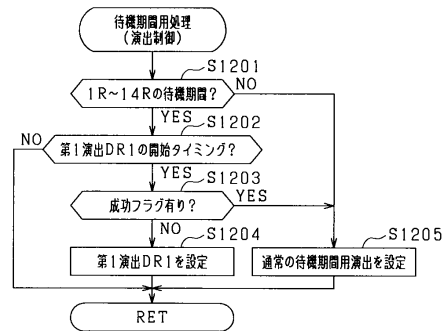 待機期間用処理
(演出制御)
S1201
1R～14Rの待機期間?
NO
YES
S1202
NO
第1演出DR1の開始タイミング?
YES
S1203
成功フラグ有り?
YES
NO
S1204
S1205
第1演出DR1を設定
通常の待機期間用演出を設定
RET